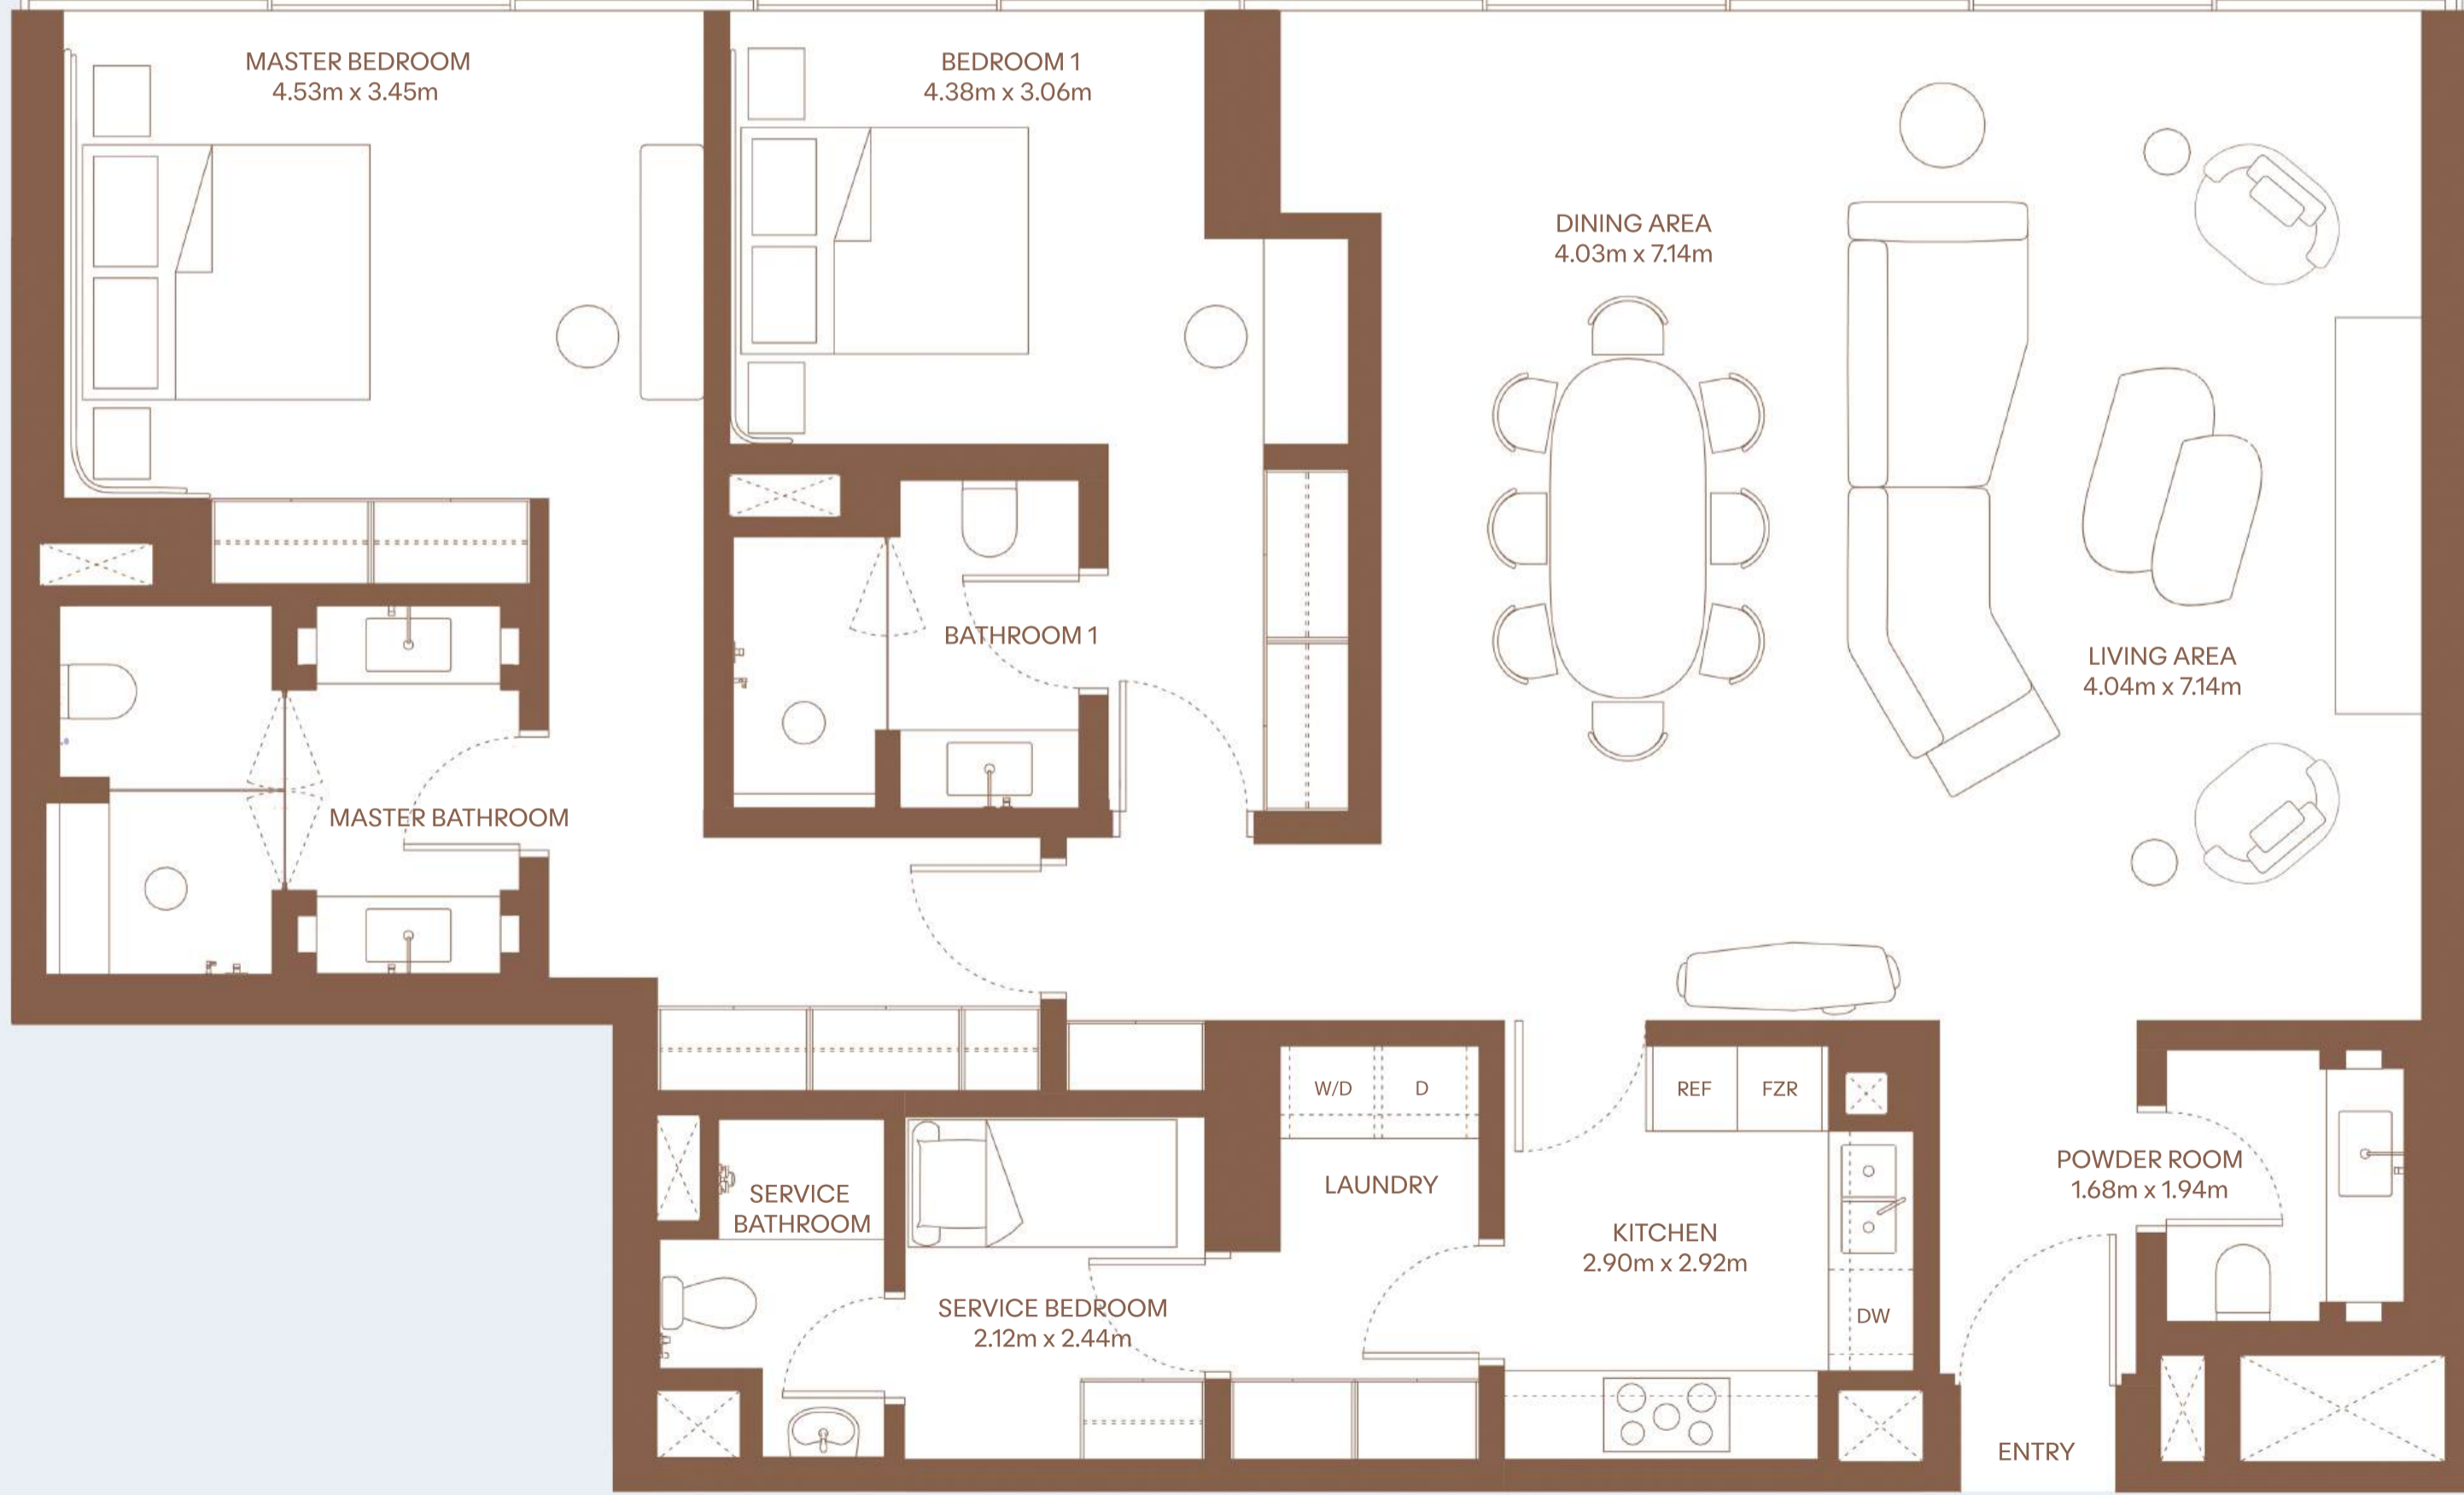 MASTER BEDROOM
4.53m x 3.45m
BEDROOM 1
4.38m x 3.06m
DINING AREA
4.03m x 7.14m
BATHROOM 1
LIVING AREA
4.04m x 7.14m
MASTER BATHROOM
W/D
D
REF
FZR
LAUNDRY
SERVICE
BATHROOM
POWDER ROOM
1.68m x 1.94m
KITCHEN
2.90m x 2.92m
SERVICE BEDROOM
2.12m x 2.44m
DW
ENTRY